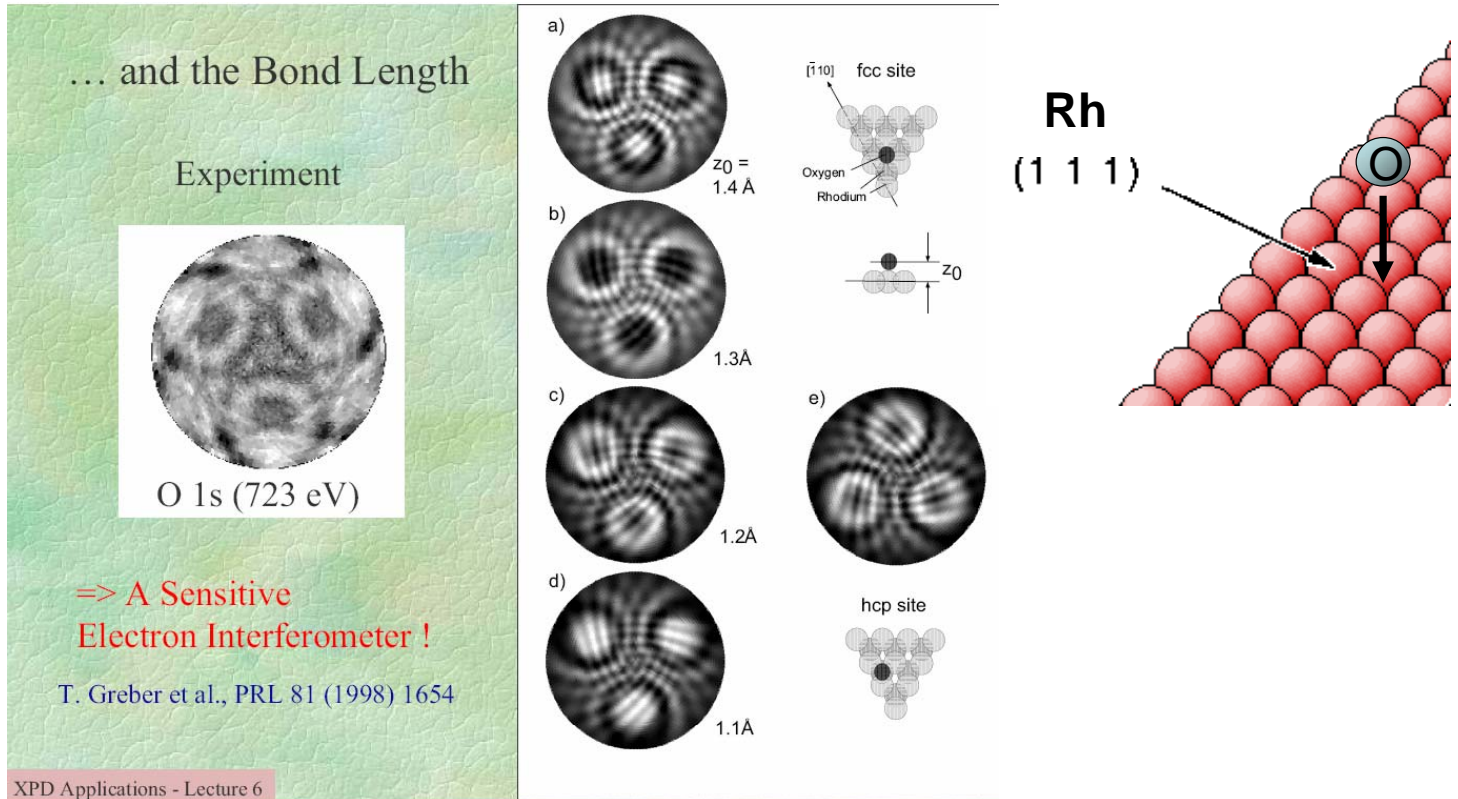 … and the Bond Length
Experiment
O 1s (723 eV)
=> A Sensitive
Electron Interferometer !
T. Greber et al., PRL 81 (1998) 1654
XPD Applications - Lecture 6
a)
z0 =
1.4 Å
b)
1.3Å
c)
1.2Å
d)
1.1Å
[1̅10]
fcc site
Oxygen
Rhodium
z0
e)
hcp site
Rh
(1 1 1)
O